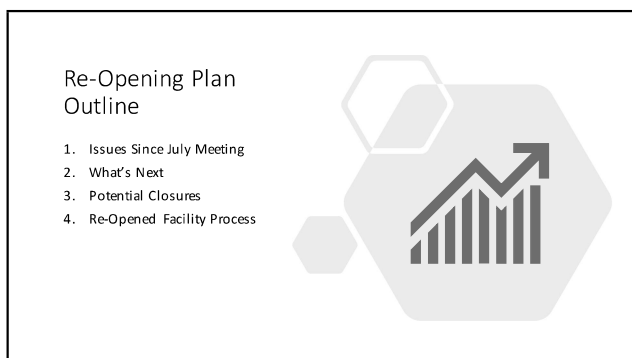 Re-Opening Plan
Outline
1. Issues Since July Meeting
2. What's Next
3. Potential Closures
4. Re-Opened Facility Process